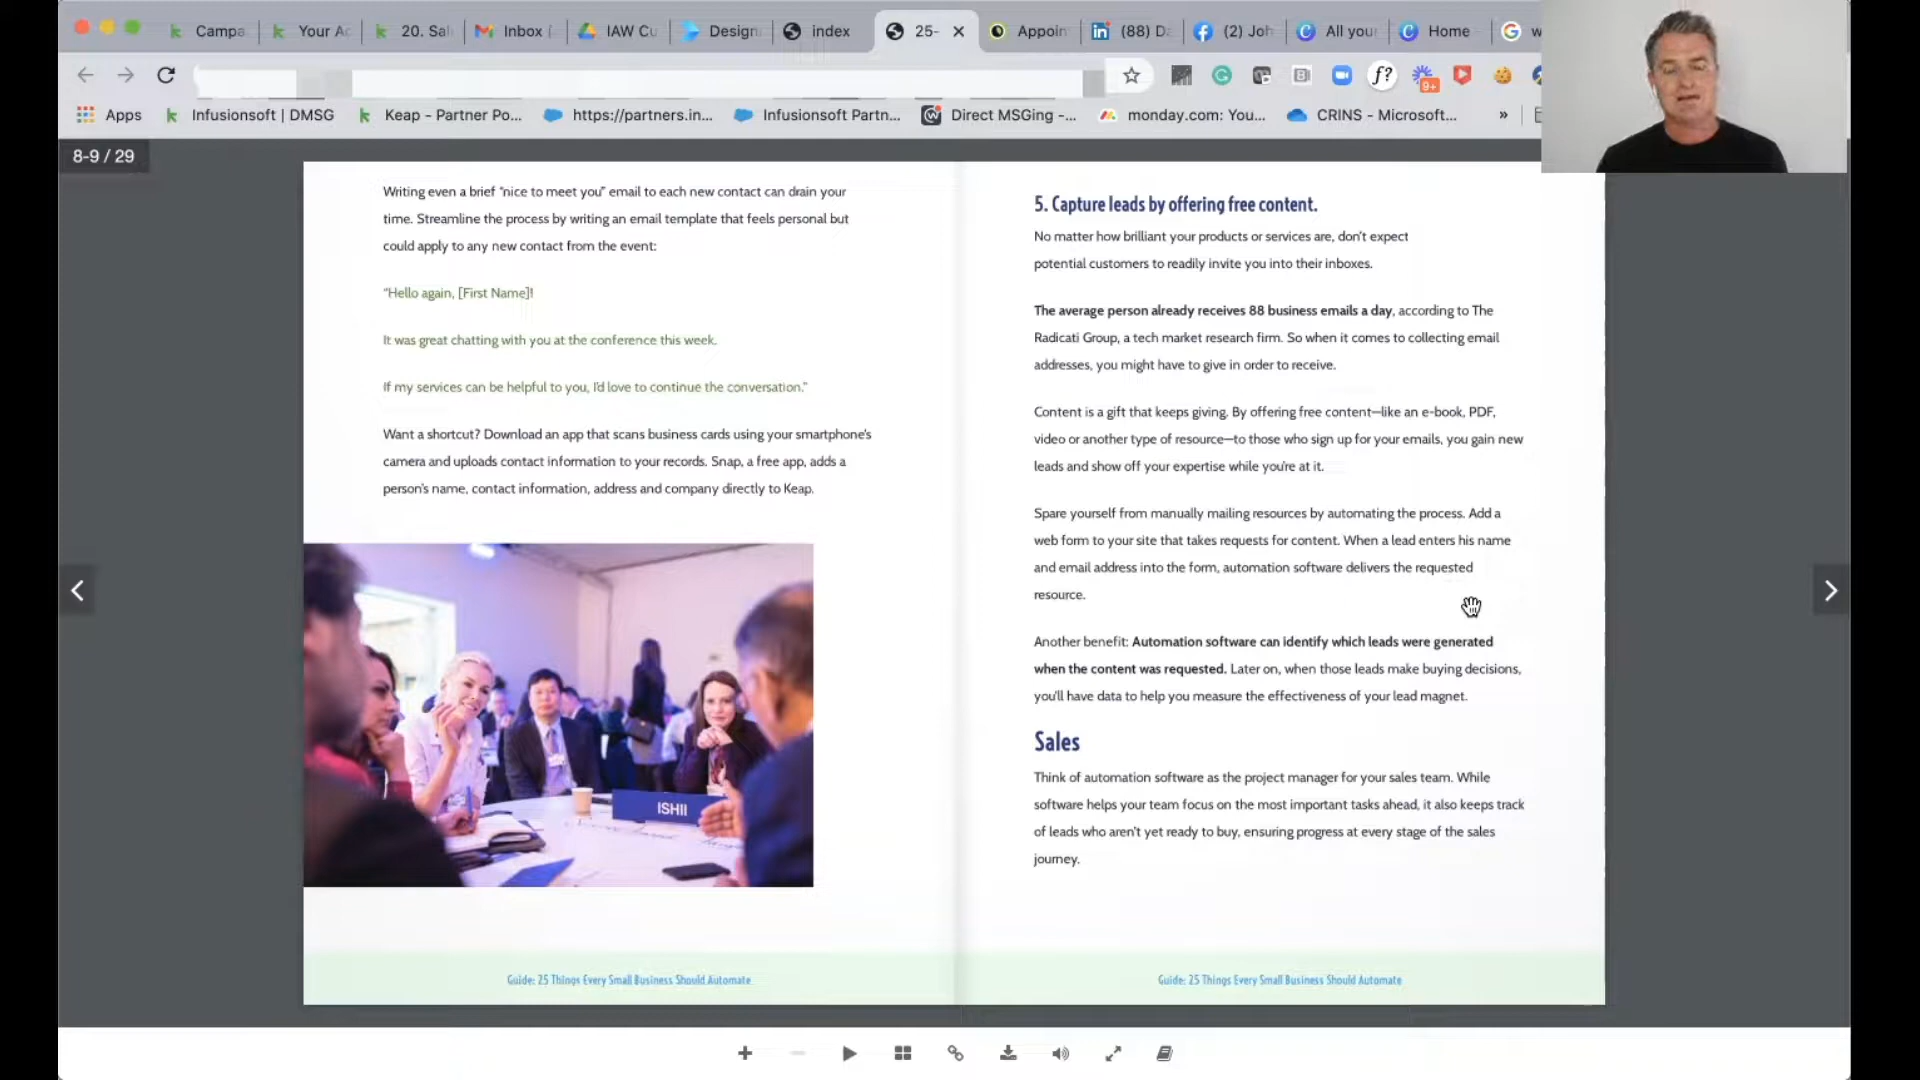 Campa
Your Ac
20. Sal
Inbox (
IAW Cu
Design
index
25-
Appoin
(88) Da
(2) Joh
All you
Home
w
f?
9+
Apps
Infusionsoft | DMSG
Keap - Partner Po...
https://partners.in...
Infusionsoft Partn...
Direct MSGing -...
monday.com: You...
CRINS - Microsoft...
»
8-9 / 29
Writing even a brief “nice to meet you” email to each new contact can drain your
time. Streamline the process by writing an email template that feels personal but
could apply to any new contact from the event:
“Hello again, [First Name]!
It was great chatting with you at the conference this week.
If my services can be helpful to you, I'd love to continue the conversation.”
Want a shortcut? Download an app that scans business cards using your smartphone's
camera and uploads contact information to your records. Snap, a free app, adds a
person's name, contact information, address and company directly to Keap.
ISHII
Guide: 25 Things Every Small Business Should Automate
5. Capture leads by offering free content.
No matter how brilliant your products or services are, don't expect
potential customers to readily invite you into their inboxes.
The average person already receives 88 business emails a day, according to The
Radicati Group, a tech market research firm. So when it comes to collecting email
addresses, you might have to give in order to receive.
Content is a gift that keeps giving. By offering free content—like an e-book, PDF,
video or another type of resource—to those who sign up for your emails, you gain new
leads and show off your expertise while you're at it.
Spare yourself from manually mailing resources by automating the process. Add a
web form to your site that takes requests for content. When a lead enters his name
and email address into the form, automation software delivers the requested
resource.
Another benefit: Automation software can identify which leads were generated
when the content was requested. Later on, when those leads make buying decisions,
you'll have data to help you measure the effectiveness of your lead magnet.
Sales
Think of automation software as the project manager for your sales team. While
software helps your team focus on the most important tasks ahead, it also keeps track
of leads who aren't yet ready to buy, ensuring progress at every stage of the sales
journey.
Guide: 25 Things Every Small Business Should Automate